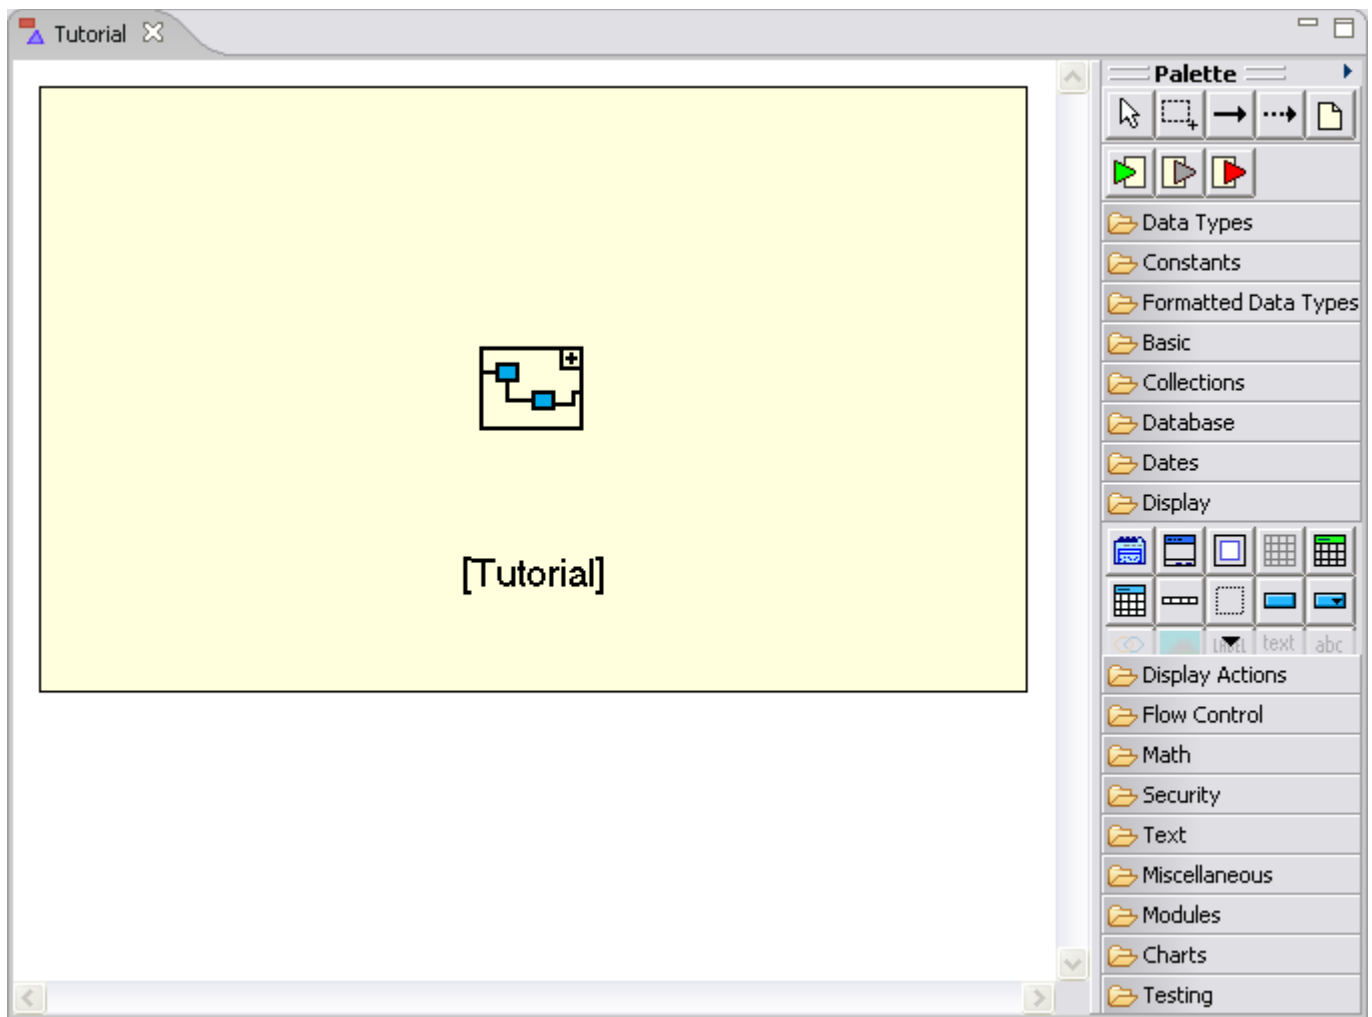 Tutorial
Palette
Data Types
Constants
Formatted Data Types
Basic
Collections
Database
Dates
Display
LABEL text abc
Display Actions
Flow Control
Math
Security
Text
Miscellaneous
Modules
Charts
Testing
[Tutorial]